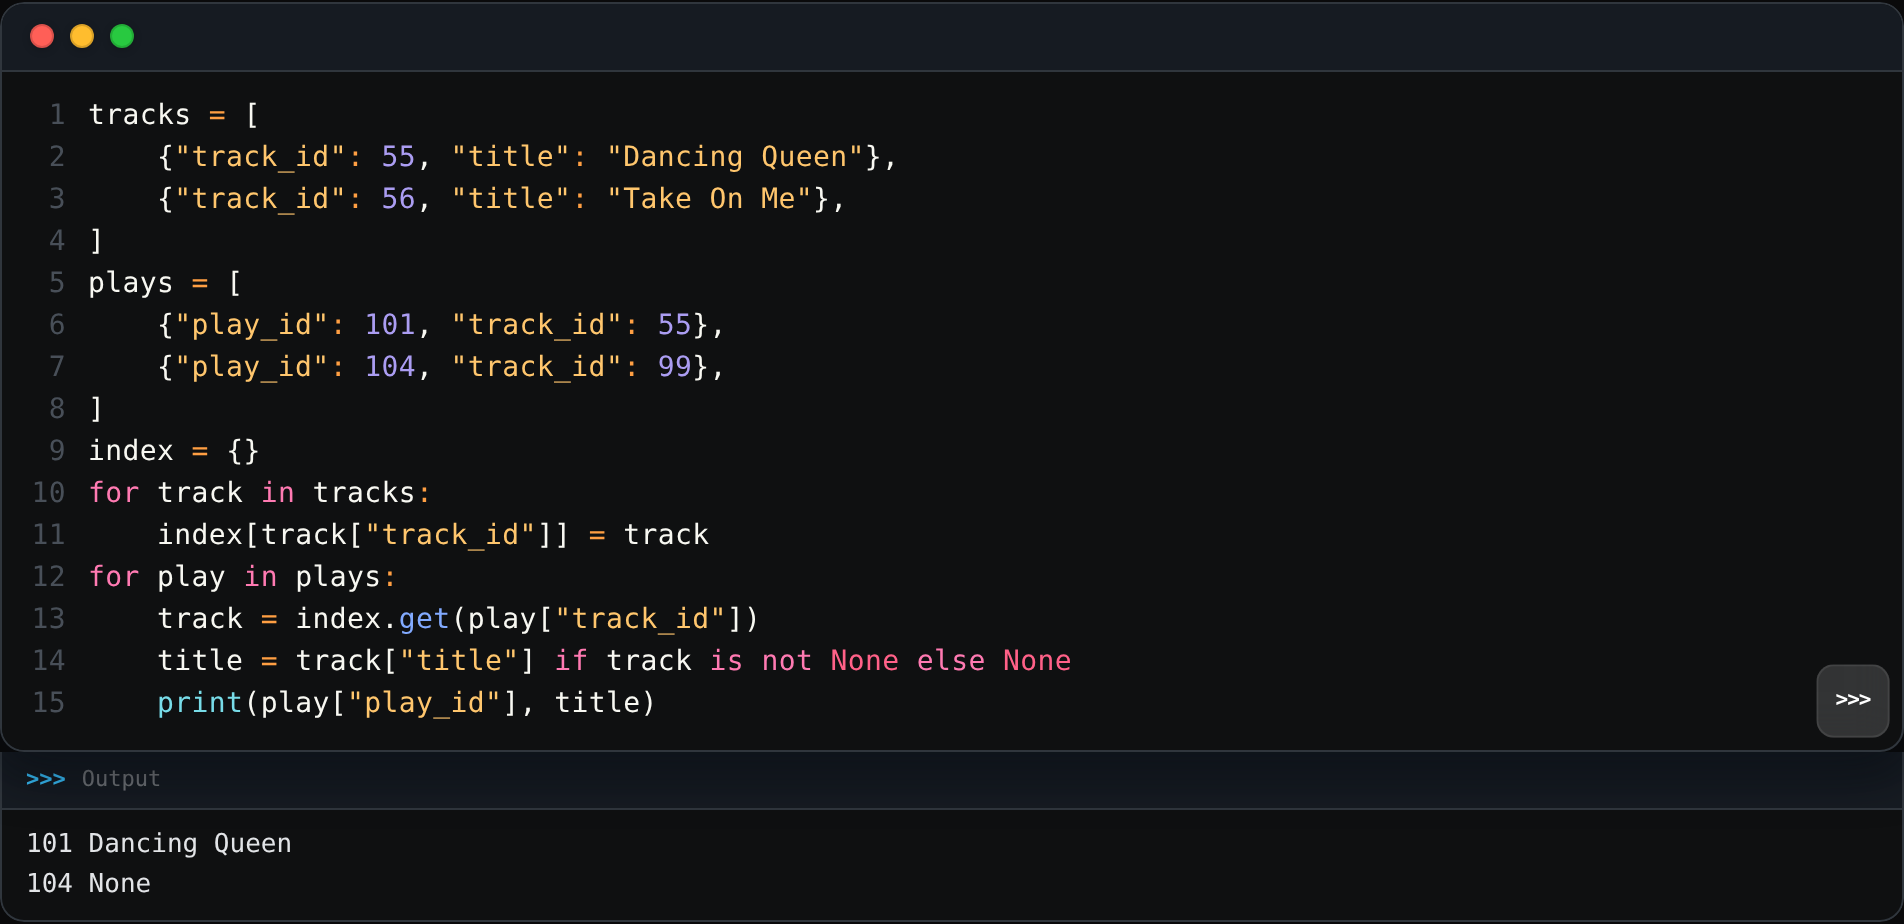 1 tracks = [
2     {"track_id": 55, "title": "Dancing Queen"},
3     {"track_id": 56, "title": "Take On Me"},
4 ]
5 plays = [
6     {"play_id": 101, "track_id": 55},
7     {"play_id": 104, "track_id": 99},
8 ]
9 index = {}
10 for track in tracks:
11     index[track["track_id"]] = track
12 for play in plays:
13     track = index.get(play["track_id"])
14     title = track["title"] if track is not None else None
15     print(play["play_id"], title)
>>>
>>> Output
101 Dancing Queen
104 None